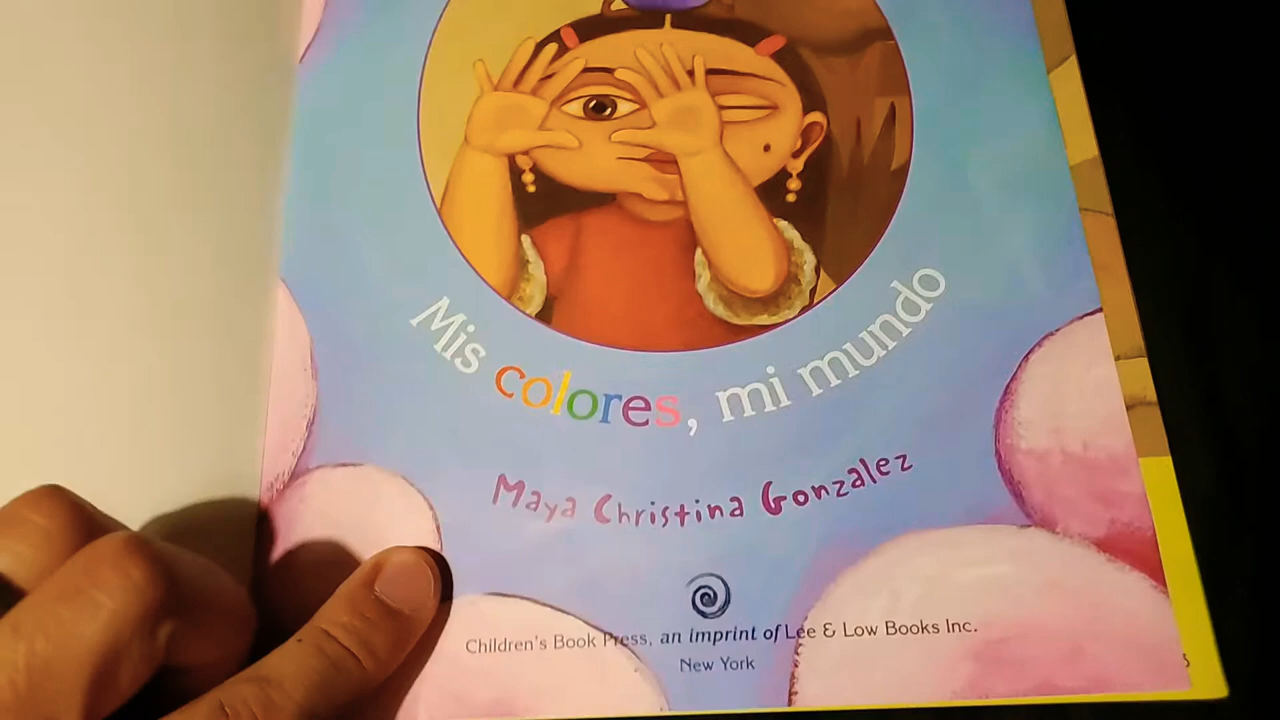 Mis colores, mi mundo
Maya Christina Gonzalez
Children's Book Press, an imprint of Lee & Low Books Inc.
New York